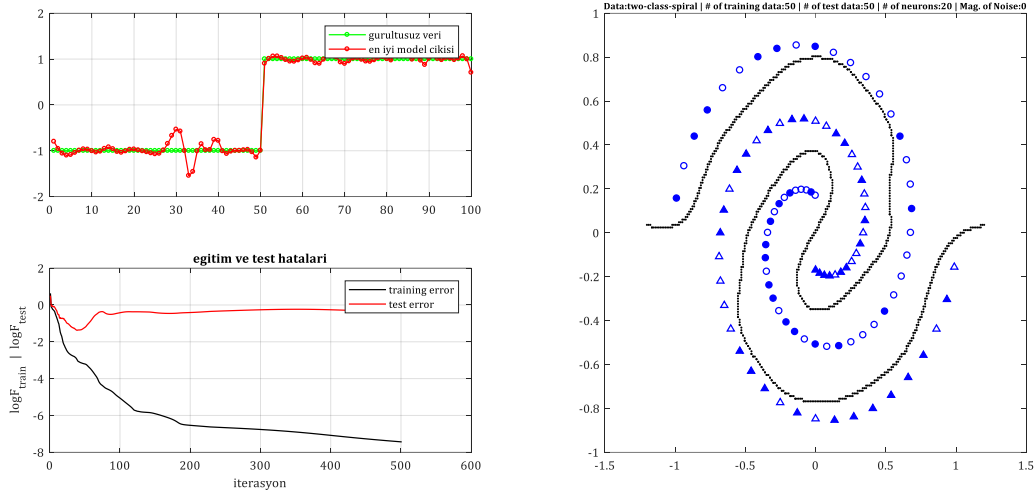 2
1
0
-1
-2
0 10 20 30 40 50 60 70 80 90 100
gurultusuz veri
en iyi model cikisi
egitim ve test hatalari
2
0
-2
-4
-6
-8
0 100 200 300 400 500 600
logF_train | logF_test
iterasyon
training error
test error
Data:two-class-spiral | # of training data:50 | # of test data:50 | # of neurons:20 | Mag. of Noise:0
1
0.8
0.6
0.4
0.2
0
-0.2
-0.4
-0.6
-0.8
-1
-1.5 -1 -0.5 0 0.5 1 1.5